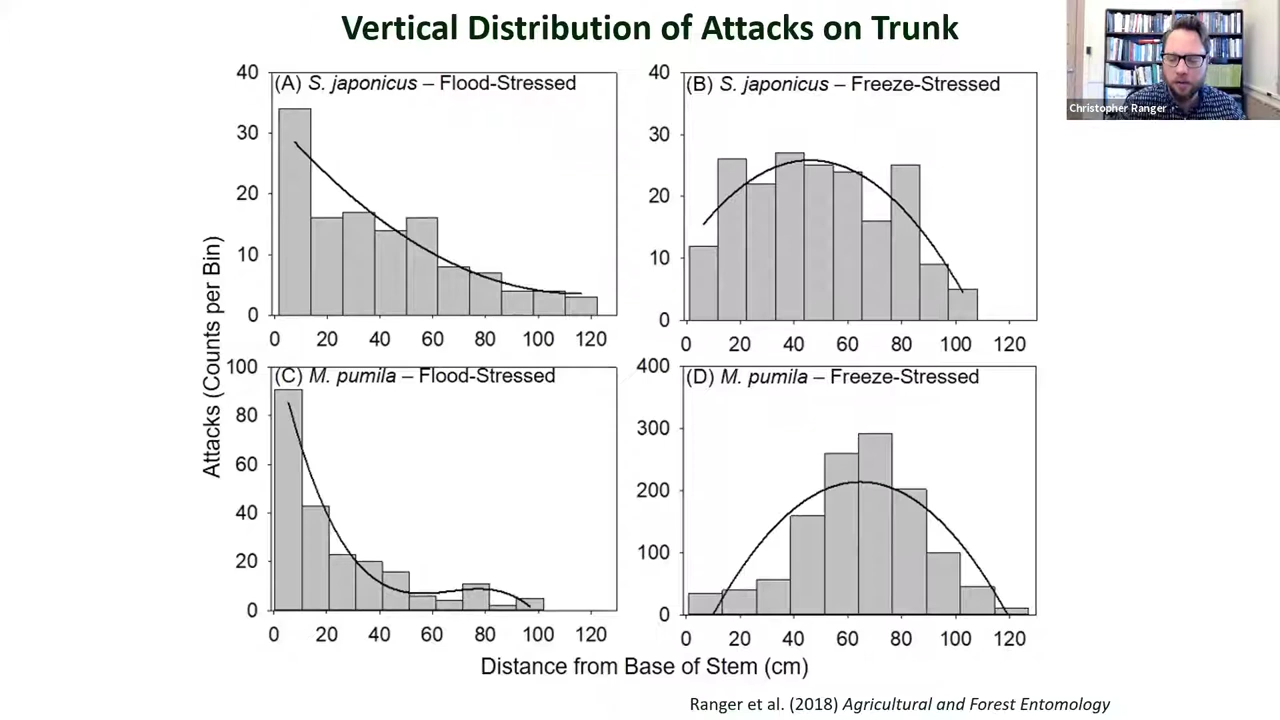 Vertical Distribution of Attacks on Trunk
Christopher Ranger
(A) S. japonicus – Flood-Stressed
40
30
20
10
0
0 20 40 60 80 100 120
(B) S. japonicus – Freeze-Stressed
40
30
20
10
0
0 20 40 60 80 100 120
Attacks (Counts per Bin)
(C) M. pumila – Flood-Stressed
100
80
60
40
20
0
0 20 40 60 80 100 120
(D) M. pumila – Freeze-Stressed
400
300
200
100
0
0 20 40 60 80 100 120
Distance from Base of Stem (cm)
Ranger et al. (2018) Agricultural and Forest Entomology